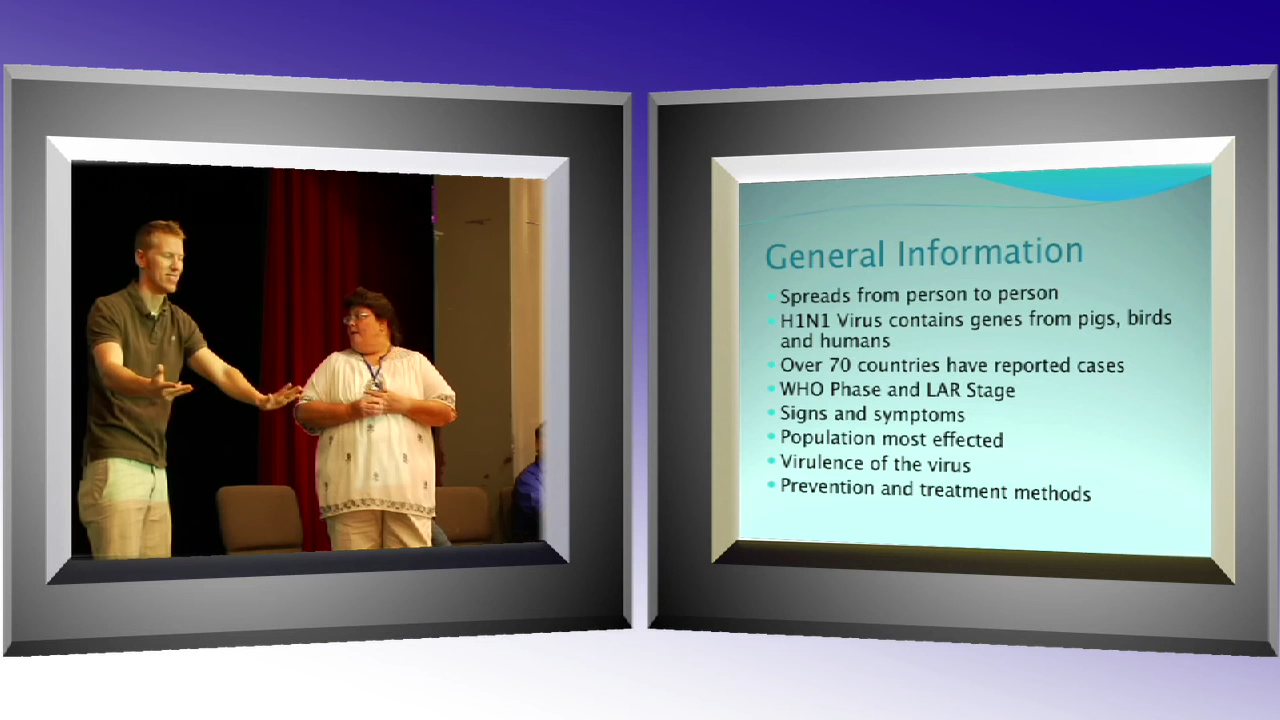 General Information
Spreads from person to person
H1N1 Virus contains genes from pigs, birds
and humans
Over 70 countries have reported cases
WHO Phase and LAR Stage
Signs and symptoms
Population most effected
Virulence of the virus
Prevention and treatment methods